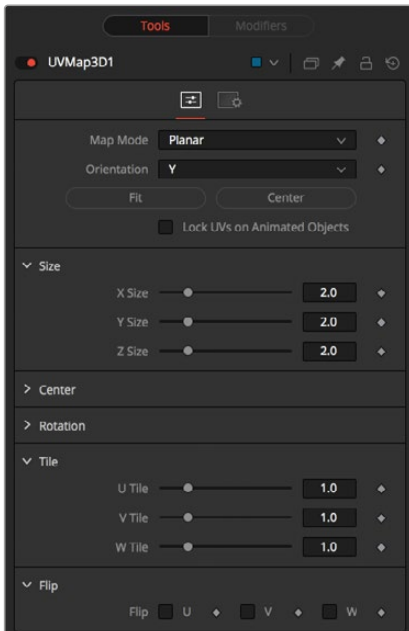 Tools Modifiers
UVMap3D1
Map Mode Planar
Orientation Y
Fit Center
Lock UVs on Animated Objects
Size
X Size 2.0
Y Size 2.0
Z Size 2.0
Center
Rotation
Tile
U Tile 1.0
V Tile 1.0
W Tile 1.0
Flip
Flip U V W